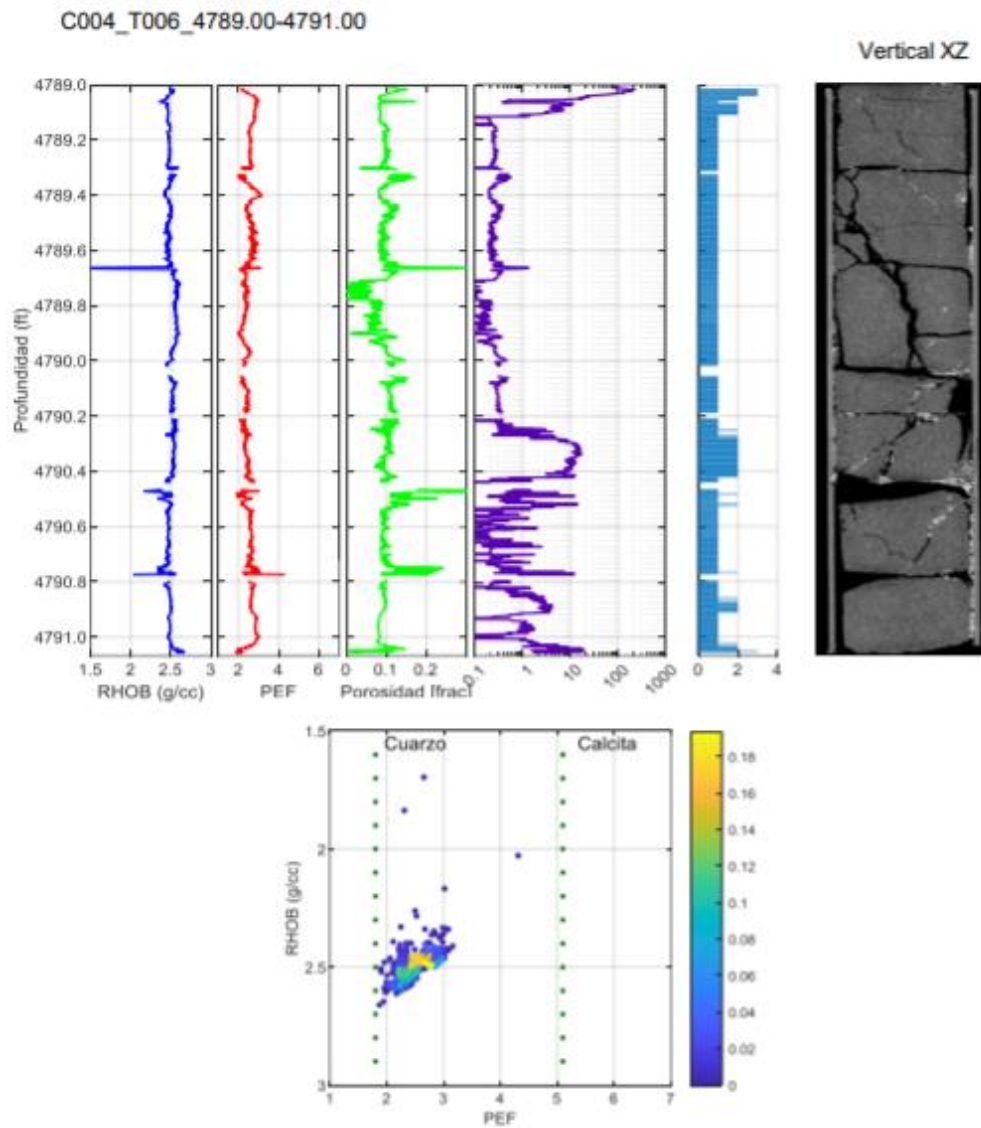 C004_T006_4789.00-4791.00
Vertical XZ
4789.0
4789.2
4789.4
4789.6
4789.8
4790.0
4790.2
4790.4
4790.6
4790.8
4791.0
Profundidad (ft)
1.5 2 2.5 3
RHOB (g/cc)
2 4 6
PEF
0 0.1 0.2
Porosidad [frac]
0.1 1 10 100 1000
0 1 2 3 4
Cuarzo Calcita
1.5
2
2.5
3
RHOB (g/cc)
1 2 3 4 5 6 7
PEF
0.18
0.16
0.14
0.12
0.1
0.08
0.06
0.04
0.02
0